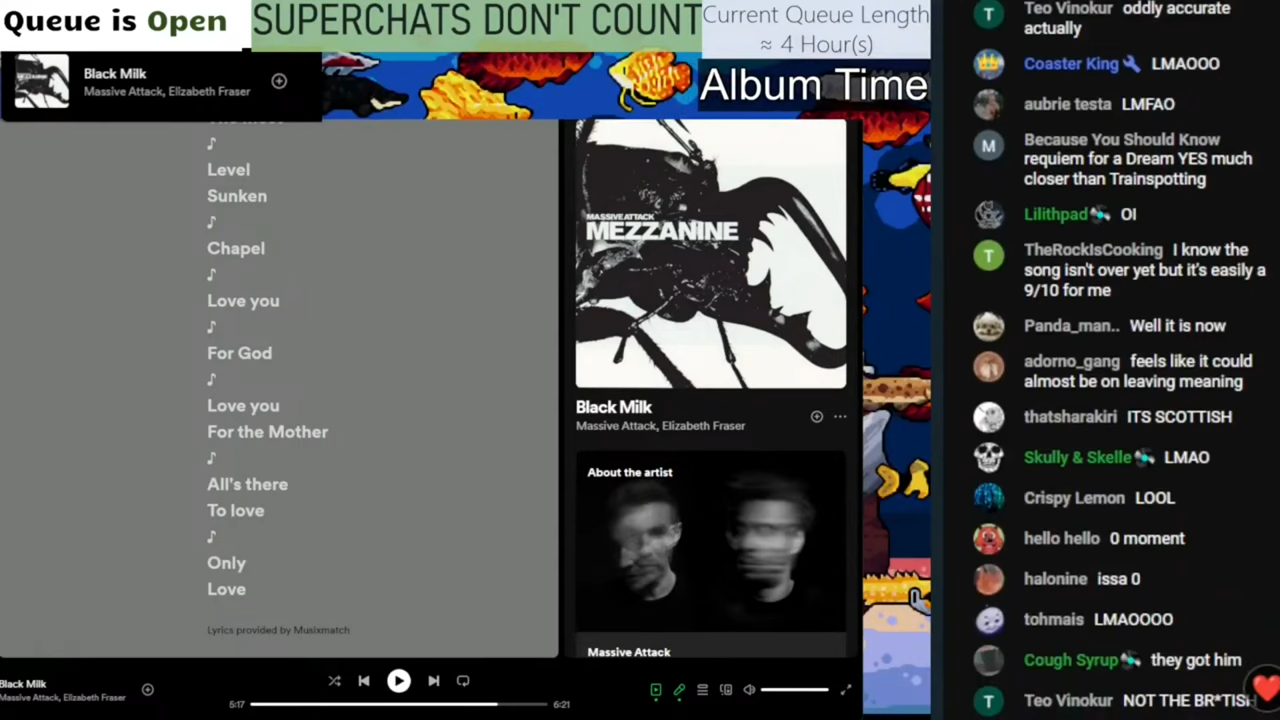 Queue is Open
SUPERCHATS DON'T COUNT
Current Queue Length
≈ 4 Hour(s)
Album Time
MEZZANINE
Black Milk
Massive Attack, Elizabeth Fraser
♪
Level
Sunken
♪
Chapel
♪
Love you
♪
For God
♪
Love you
For the Mother
♪
All's there
To love
♪
Only
Love
Lyrics provided by Musixmatch
MASSIVE ATTACK
MEZZANINE
Black Milk
Massive Attack, Elizabeth Fraser
About the artist
Massive Attack
Black Milk
Massive Attack, Elizabeth Fraser
5:17
6:21
T Teo Vinokur oddly accurate
actually
Coaster King LMAOOO
aubrie testa LMFAO
M Because You Should Know
requiem for a Dream YES much
closer than Trainspotting
Lilithpad OI
T TheRockIsCooking I know the
song isn't over yet but it's easily a
9/10 for me
Panda_man.. Well it is now
adorno_gang feels like it could
almost be on leaving meaning
thatsharakiri ITS SCOTTISH
Skully & Skelle LMAO
Crispy Lemon LOOL
hello hello 0 moment
halonine issa 0
tohmais LMAOOOO
Cough Syrup they got him
T Teo Vinokur NOT THE BR*TISH